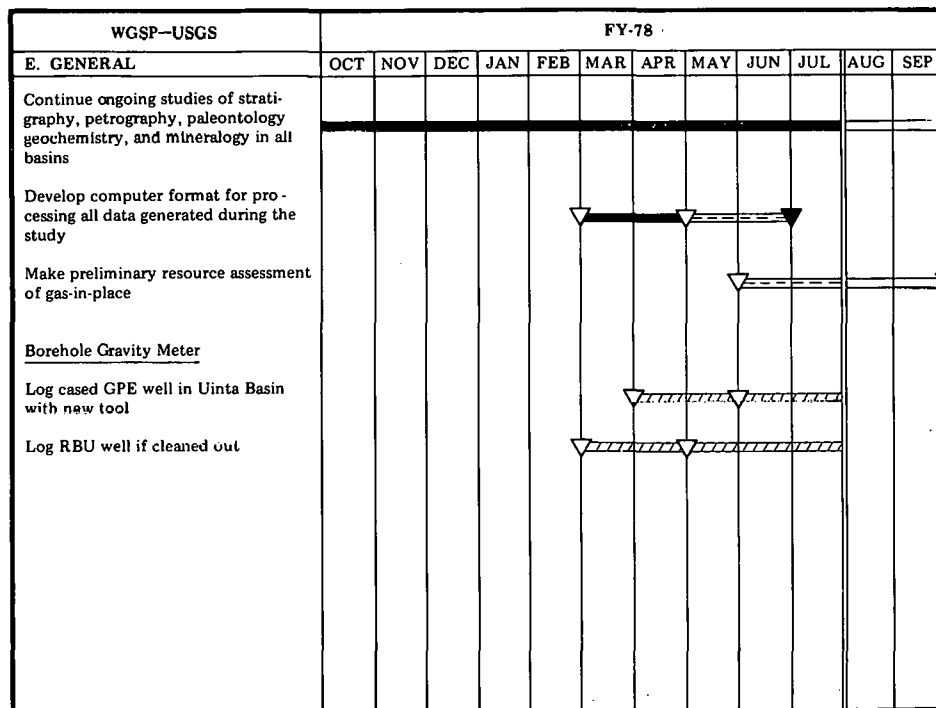 WGSP—USGS
FY-78
E. GENERAL
OCT NOV DEC JAN FEB MAR APR MAY JUN JUL AUG SEP
Continue ongoing studies of strati-
graphy, petrography, paleontology
geochemistry, and mineralogy in all
basins
Develop computer format for pro-
cessing all data generated during the
study
Make preliminary resource assessment
of gas-in-place
Borehole Gravity Meter
Log cased GPE well in Uinta Basin
with new tool
Log RBU well if cleaned out